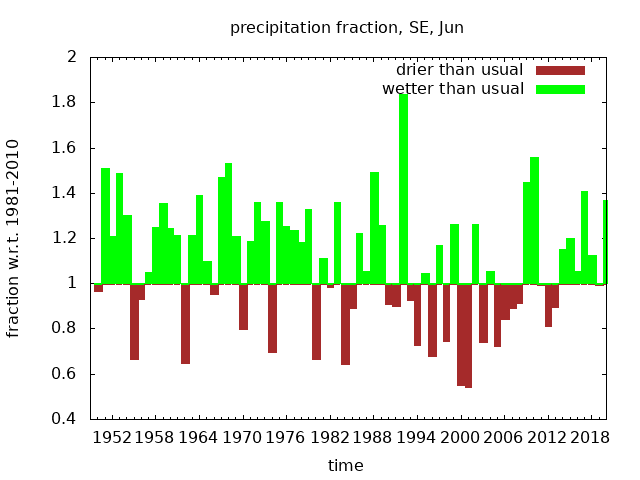 precipitation fraction, SE, Jun
fraction w.r.t. 1981-2010
2
1.8
1.6
1.4
1.2
1
0.8
0.6
0.4
drier than usual
wetter than usual
1952 1958 1964 1970 1976 1982 1988 1994 2000 2006 2012 2018
time